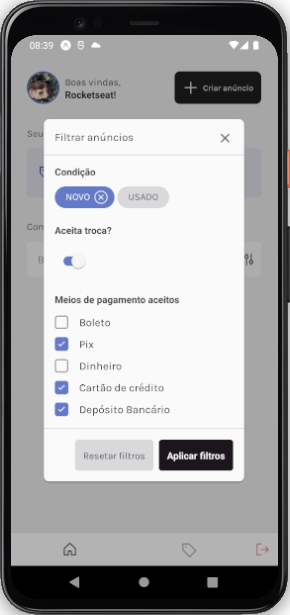 08:39
Boas vindas,
Rocketseat!
Criar anúncio
Seu
Filtrar anúncios
Condição
NOVO
USADO
Com
Aceita troca?
B
Meios de pagamento aceitos
Boleto
Pix
Dinheiro
Cartão de crédito
Depósito Bancário
Resetar filtros
Aplicar filtros